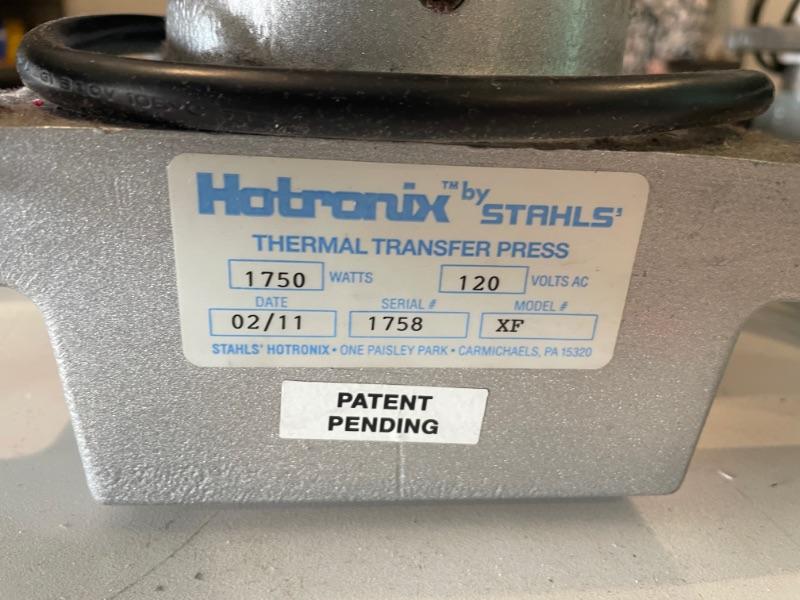 Hotronix™ by STAHLS'
THERMAL TRANSFER PRESS
1750 WATTS 120 VOLTS AC
DATE SERIAL # MODEL #
02/11 1758 XF
STAHLS' HOTRONIX • ONE PAISLEY PARK • CARMICHAELS, PA 15320
PATENT
PENDING